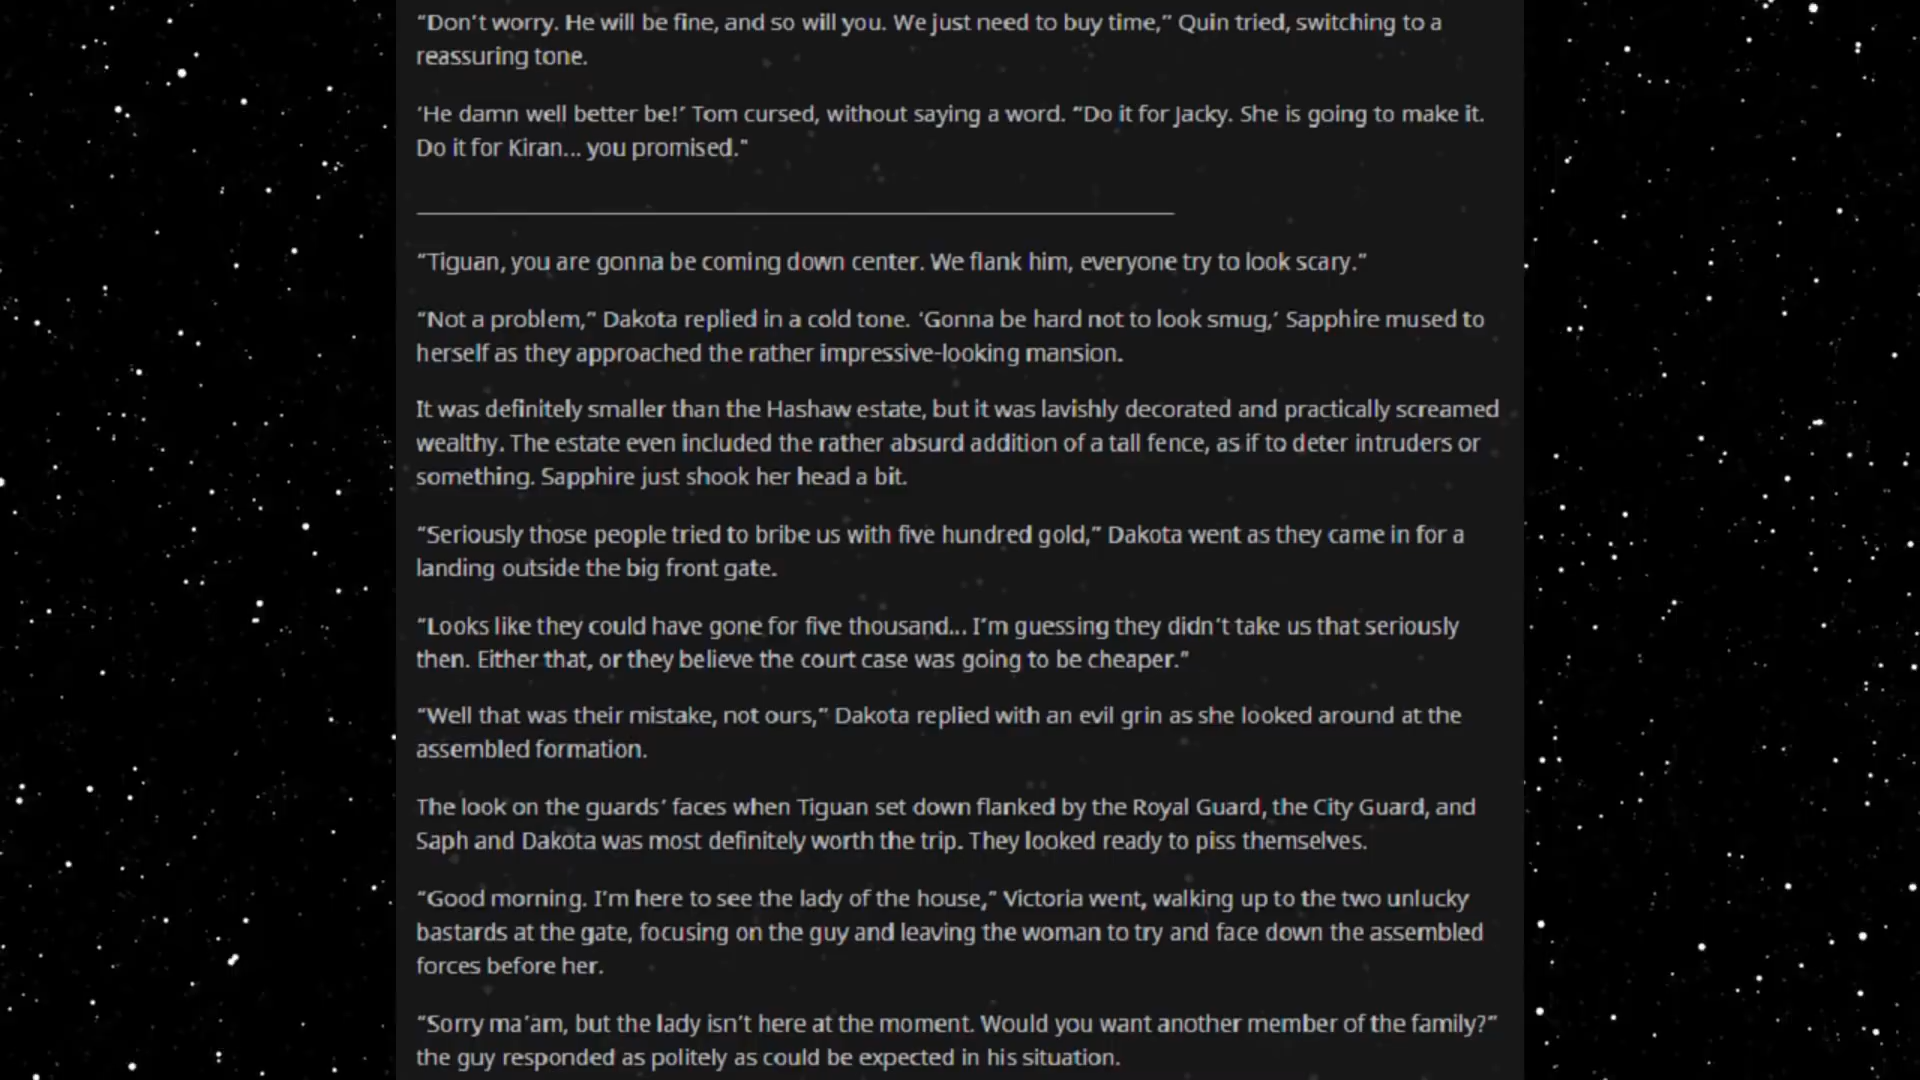 “Don’t worry. He will be fine, and so will you. We just need to buy time,” Quin tried, switching to a
reassuring tone.
‘He damn well better be!’ Tom cursed, without saying a word. “Do it for Jacky. She is going to make it.
Do it for Kiran... you promised.”
“Tiguan, you are gonna be coming down center. We flank him, everyone try to look scary.”
“Not a problem,” Dakota replied in a cold tone. ‘Gonna be hard not to look smug,’ Sapphire mused to
herself as they approached the rather impressive-looking mansion.
It was definitely smaller than the Hashaw estate, but it was lavishly decorated and practically screamed
wealthy. The estate even included the rather absurd addition of a tall fence, as if to deter intruders or
something. Sapphire just shook her head a bit.
“Seriously those people tried to bribe us with five hundred gold,” Dakota went as they came in for a
landing outside the big front gate.
“Looks like they could have gone for five thousand... I’m guessing they didn’t take us that seriously
then. Either that, or they believe the court case was going to be cheaper.”
“Well that was their mistake, not ours,” Dakota replied with an evil grin as she looked around at the
assembled formation.
The look on the guards’ faces when Tiguan set down flanked by the Royal Guard, the City Guard, and
Saph and Dakota was most definitely worth the trip. They looked ready to piss themselves.
“Good morning. I’m here to see the lady of the house,” Victoria went, walking up to the two unlucky
bastards at the gate, focusing on the guy and leaving the woman to try and face down the assembled
forces before her.
“Sorry ma’am, but the lady isn’t here at the moment. Would you want another member of the family?”
the guy responded as politely as could be expected in his situation.